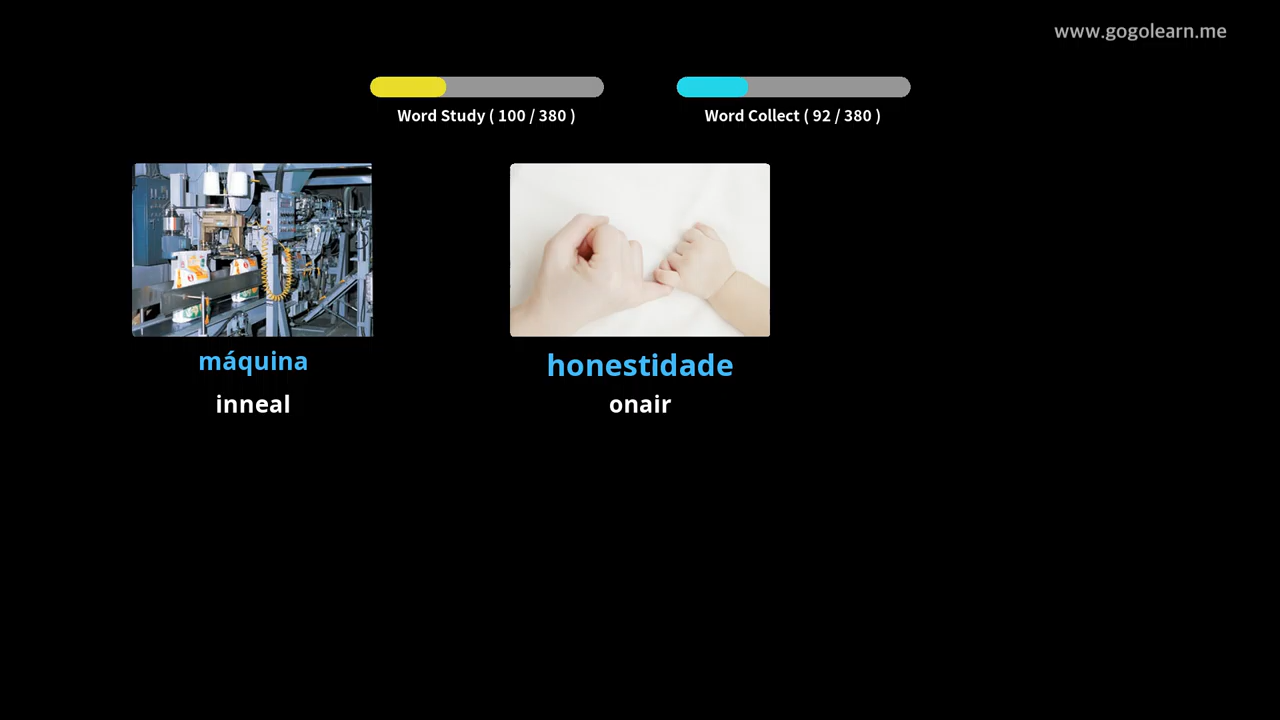 www.gogolearn.me
Word Study ( 100 / 380 )
Word Collect ( 92 / 380 )
máquina
inneal
honestidade
onair